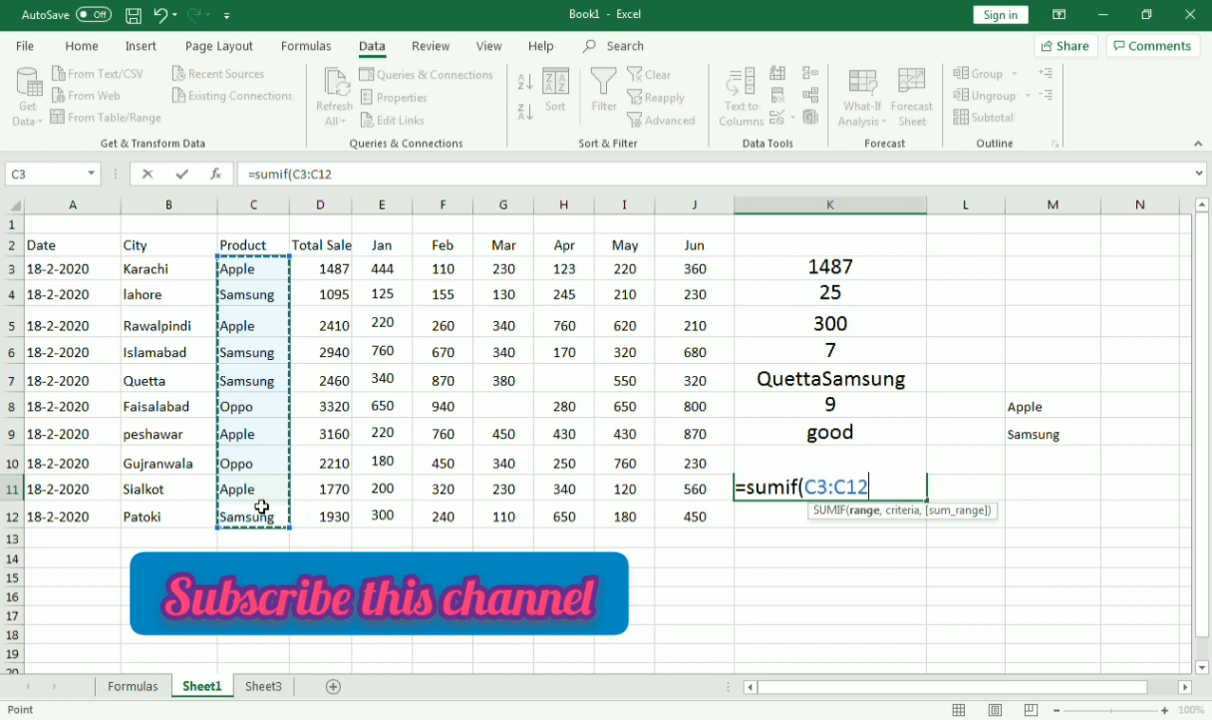 AutoSave Off Book1 - Excel Sign in
File Home Insert Page Layout Formulas Data Review View Help Search Share Comments
Get Data From Text/CSV From Web From Table/Range Recent Sources Existing Connections
Get & Transform Data
Refresh All Queries & Connections Properties Edit Links
Queries & Connections
Sort Filter Clear Reapply Advanced
Sort & Filter
Text to Columns
Data Tools
What-If Analysis Forecast Sheet
Forecast
Group Ungroup Subtotal
Outline
C3 fx =sumif(C3:C12
A B C D E F G H I J K L M N
1
2 Date City Product Total Sale Jan Feb Mar Apr May Jun
3 18-2-2020 Karachi Apple 1487 444 110 230 123 220 360 1487
4 18-2-2020 lahore Samsung 1095 125 155 130 245 210 230 25
5 18-2-2020 Rawalpindi Apple 2410 220 260 340 760 620 210 300
6 18-2-2020 Islamabad Samsung 2940 760 670 340 170 320 680 7
7 18-2-2020 Quetta Samsung 2460 340 870 380 550 320 QuettaSamsung
8 18-2-2020 Faisalabad Oppo 3320 650 940 280 650 800 9 Apple
9 18-2-2020 peshawar Apple 3160 220 760 450 430 430 870 good Samsung
10 18-2-2020 Gujranwala Oppo 2210 180 450 340 250 760 230
11 18-2-2020 Sialkot Apple 1770 200 320 230 340 120 560 =sumif(C3:C12
SUMIF(range, criteria, [sum_range])
12 18-2-2020 Patoki Samsung 1930 300 240 110 650 180 450
13
14
15
16
17
18
19
20
Subscribe this channel
Formulas Sheet1 Sheet3
Point 100%